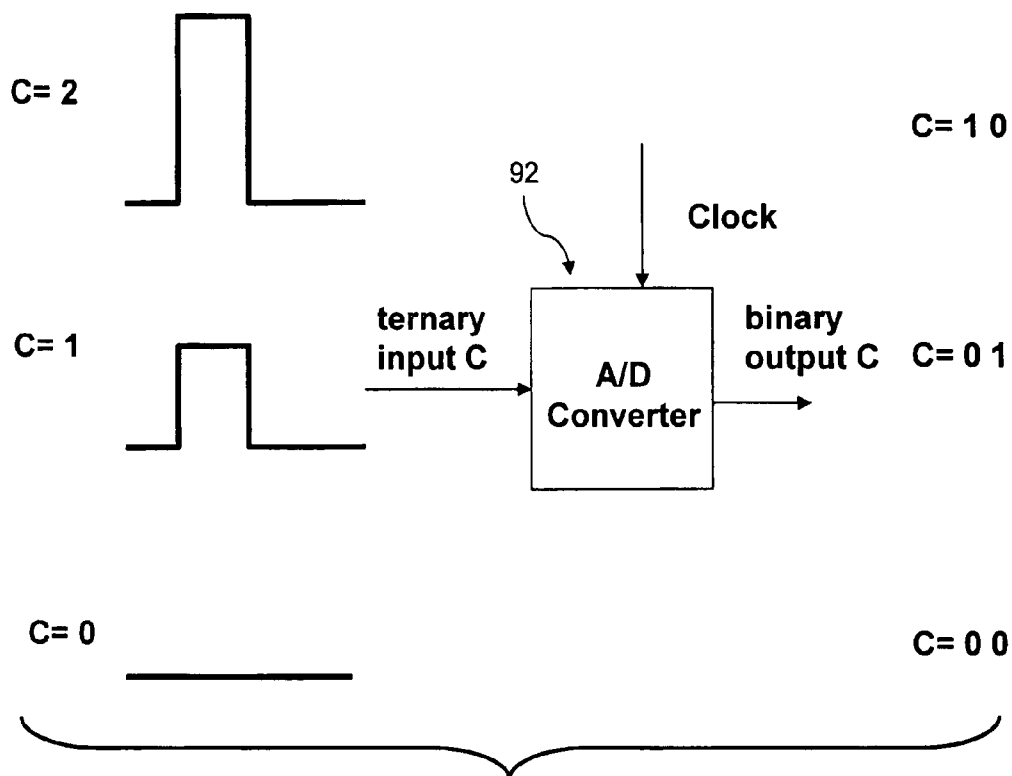 C= 2
C= 1 0
92
Clock
ternary
input C
binary
output C
C= 1
C= 0 1
A/D
Converter
C= 0
C= 0 0